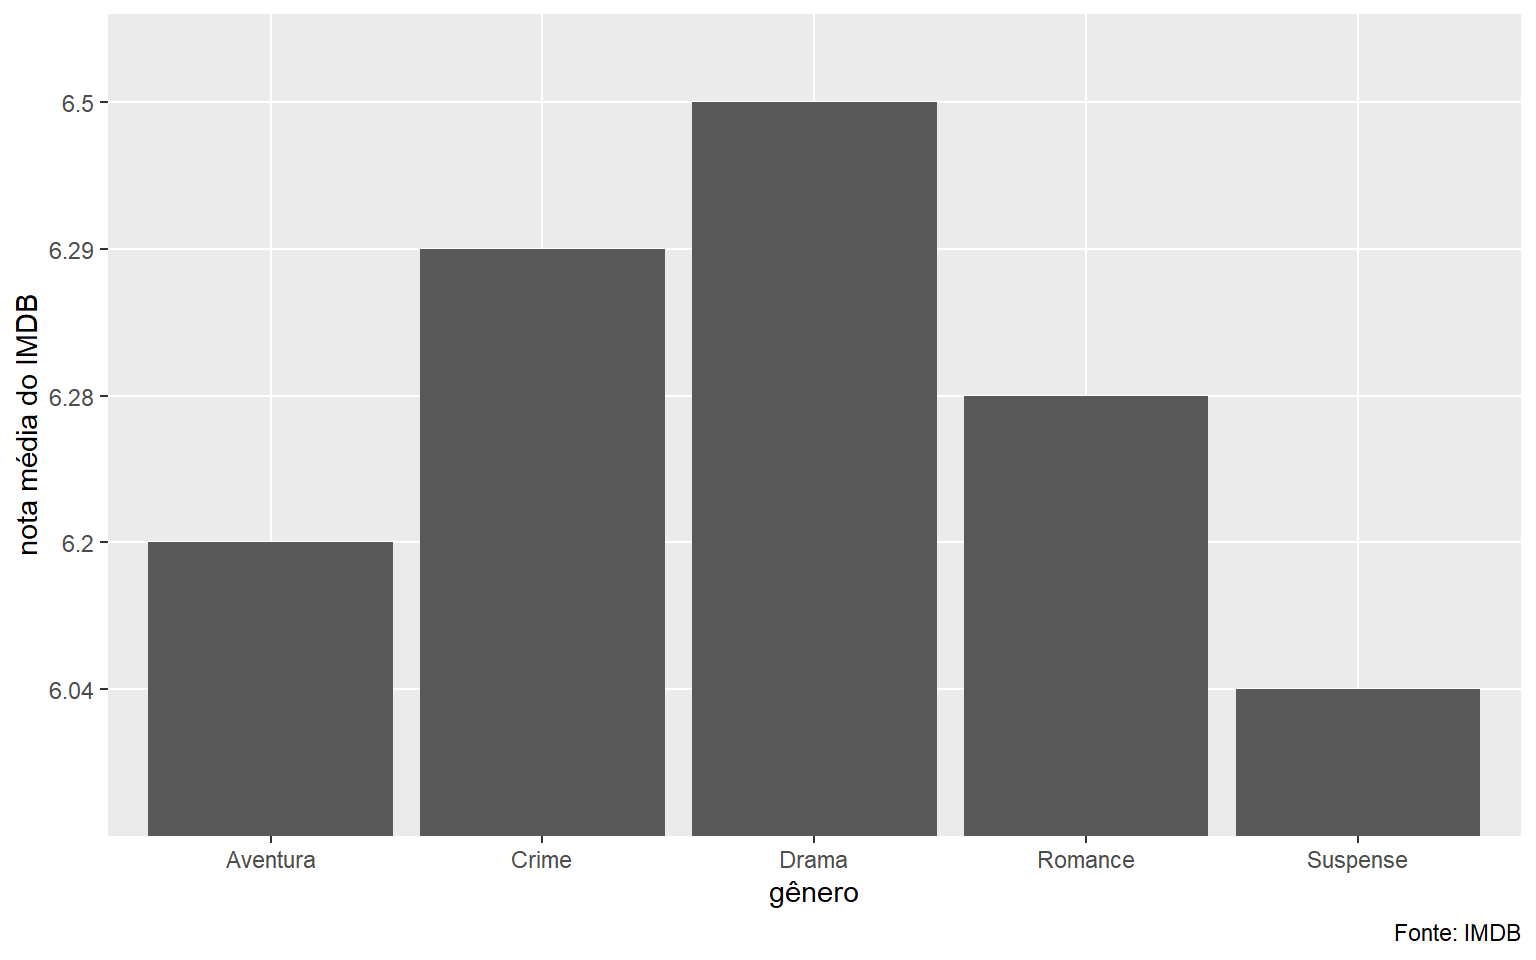 nota média do IMDB
6.5
6.29
6.28
6.2
6.04
Aventura
Crime
Drama
Romance
Suspense
gênero
Fonte: IMDB